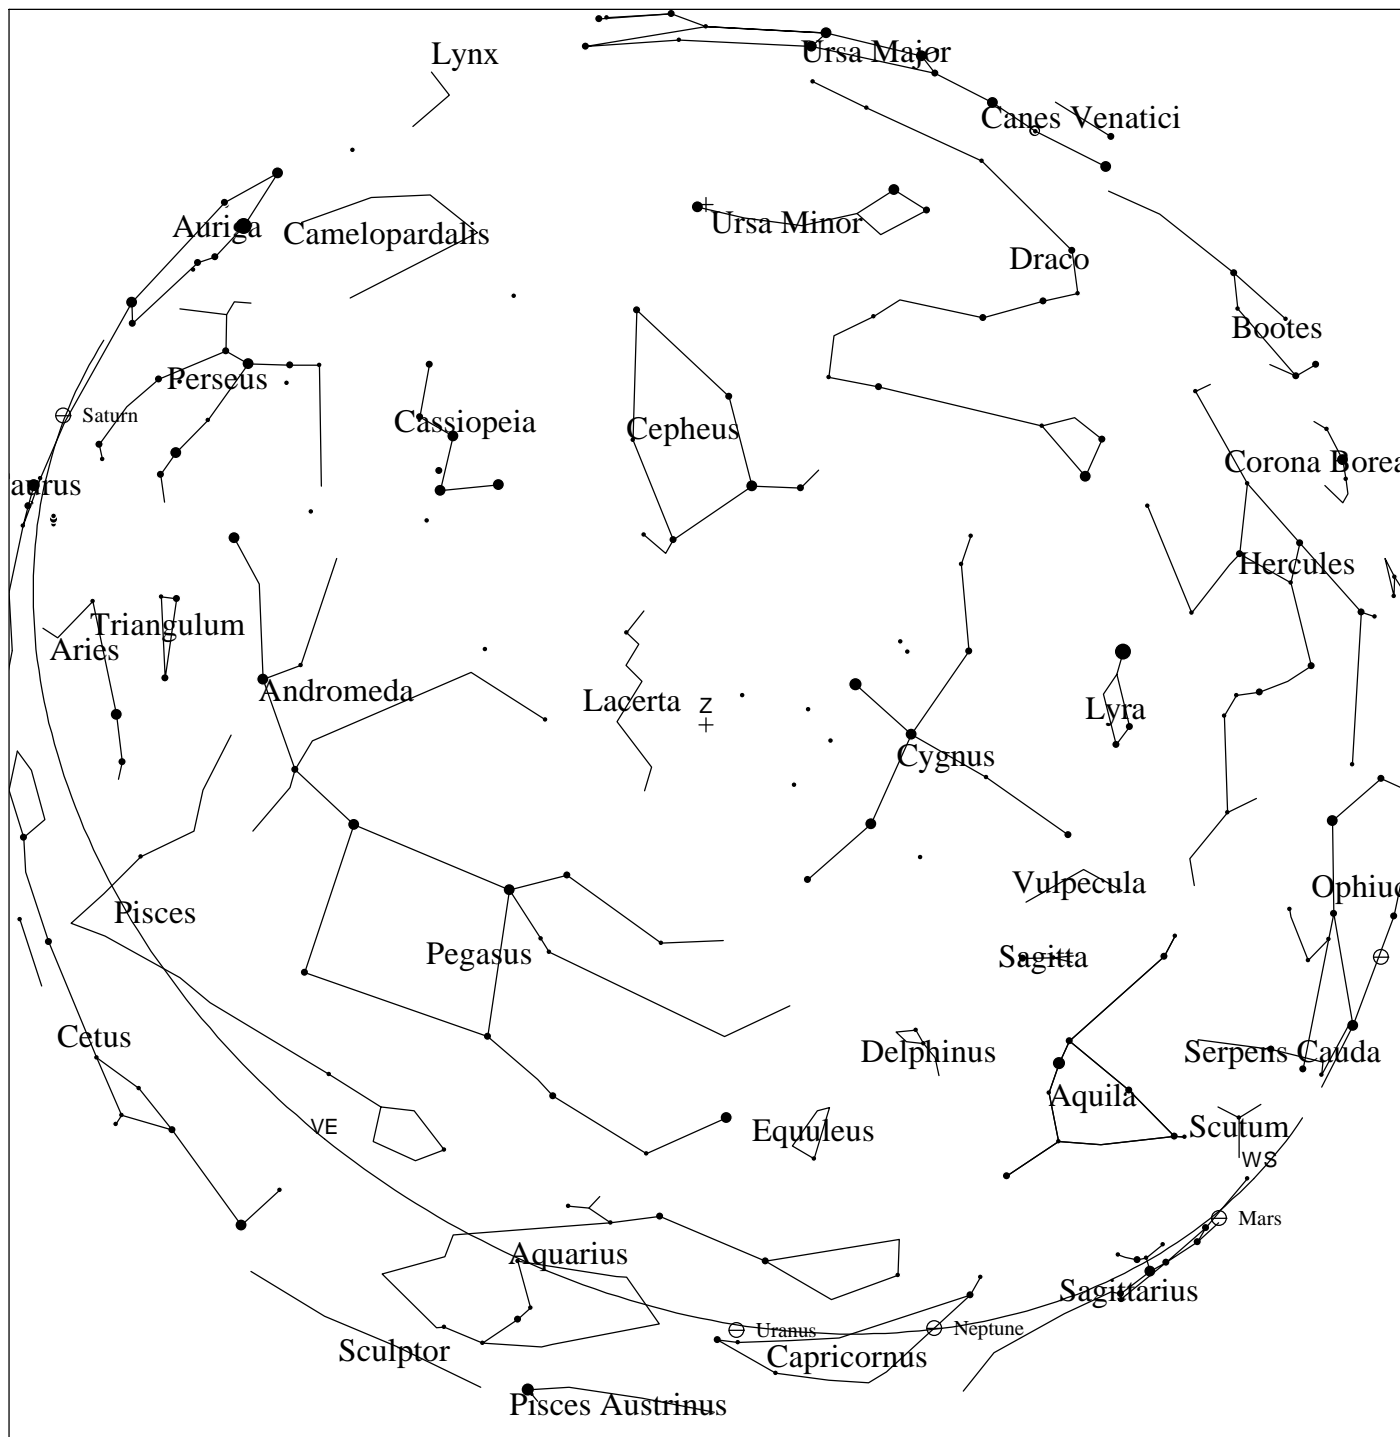 Lynx
Ursa Major
Canes Venatici
Auriga
Camelopardalis
Ursa Minor
Draco
Bootes
Perseus
Saturn
Cassiopeia
Cepheus
Corona Borea
aurus
Hercules
Triangulum
Aries
Andromeda
Lacerta
Z
Lyra
Cygnus
Vulpecula
Ophiuc
Pisces
Pegasus
Sagitta
Cetus
Delphinus
Serpens Cauda
Aquila
VE
Equuleus
Scutum
WS
Mars
Aquarius
Sagittarius
Uranus
Neptune
Sculptor
Capricornus
Pisces Austrinus